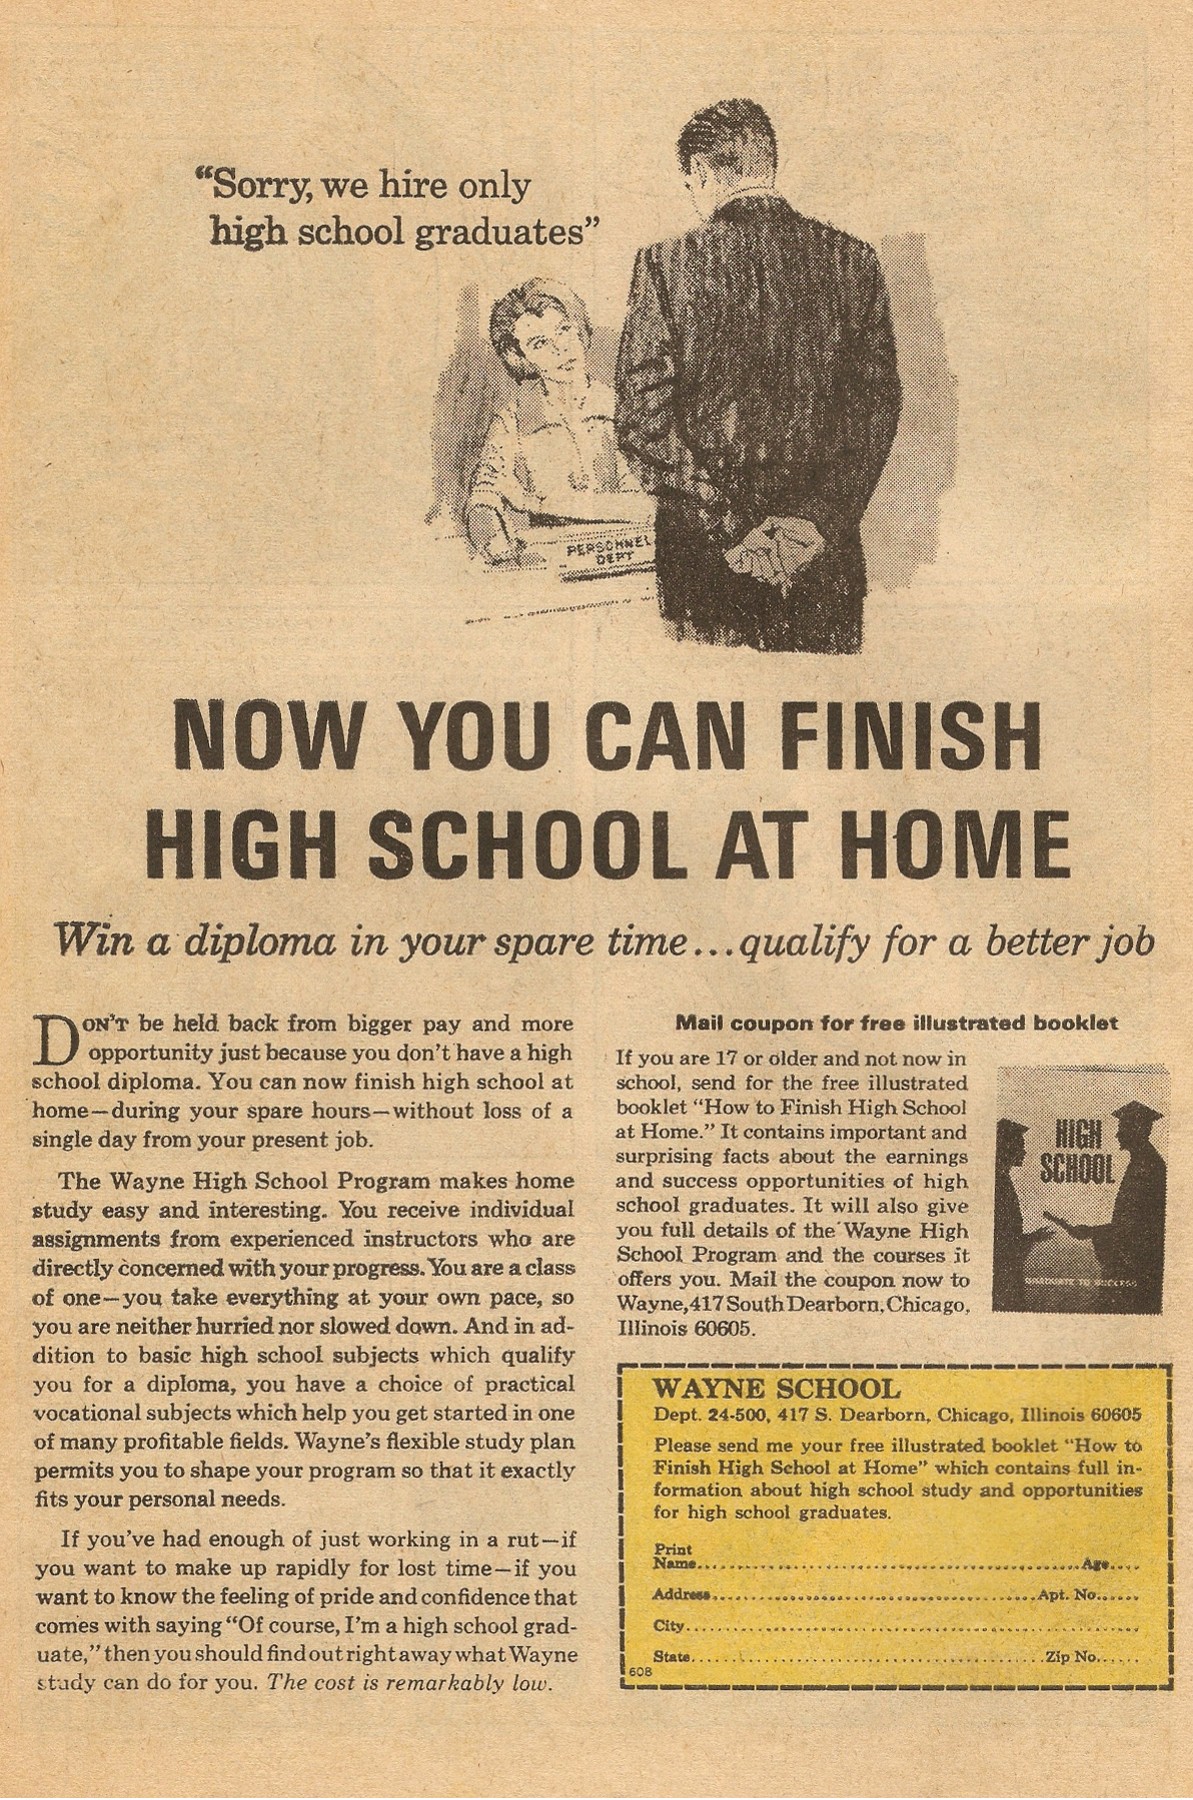 “Sorry, we hire only
high school graduates”
PERSONNEL
DEPT
NOW YOU CAN FINISH
HIGH SCHOOL AT HOME
Win a diploma in your spare time...qualify for a better job
DON’T be held back from bigger pay and more
opportunity just because you don’t have a high
school diploma. You can now finish high school at
home—during your spare hours—without loss of a
single day from your present job.
The Wayne High School Program makes home
study easy and interesting. You receive individual
assignments from experienced instructors who are
directly concerned with your progress. You are a class
of one—you take everything at your own pace, so
you are neither hurried nor slowed down. And in ad-
dition to basic high school subjects which qualify
you for a diploma, you have a choice of practical
vocational subjects which help you get started in one
of many profitable fields. Wayne’s flexible study plan
permits you to shape your program so that it exactly
fits your personal needs.
If you’ve had enough of just working in a rut—if
you want to make up rapidly for lost time—if you
want to know the feeling of pride and confidence that
comes with saying “Of course, I’m a high school grad-
uate,” then you should find out right away what Wayne
study can do for you. The cost is remarkably low.
Mail coupon for free illustrated booklet
If you are 17 or older and not now in
school, send for the free illustrated
booklet “How to Finish High School
at Home.” It contains important and
surprising facts about the earnings
and success opportunities of high
school graduates. It will also give
you full details of the Wayne High
School Program and the courses it
offers you. Mail the coupon now to
Wayne, 417 South Dearborn, Chicago,
Illinois 60605.
HIGH
SCHOOL
GRADUATE TO SUCCESS
WAYNE SCHOOL
Dept. 24-500, 417 S. Dearborn, Chicago, Illinois 60605
Please send me your free illustrated booklet “How to
Finish High School at Home” which contains full in-
formation about high school study and opportunities
for high school graduates.
Print
Name.......................................................Age....
Address...............................................Apt. No......
City..................................................................
State...................................................Zip No......
608